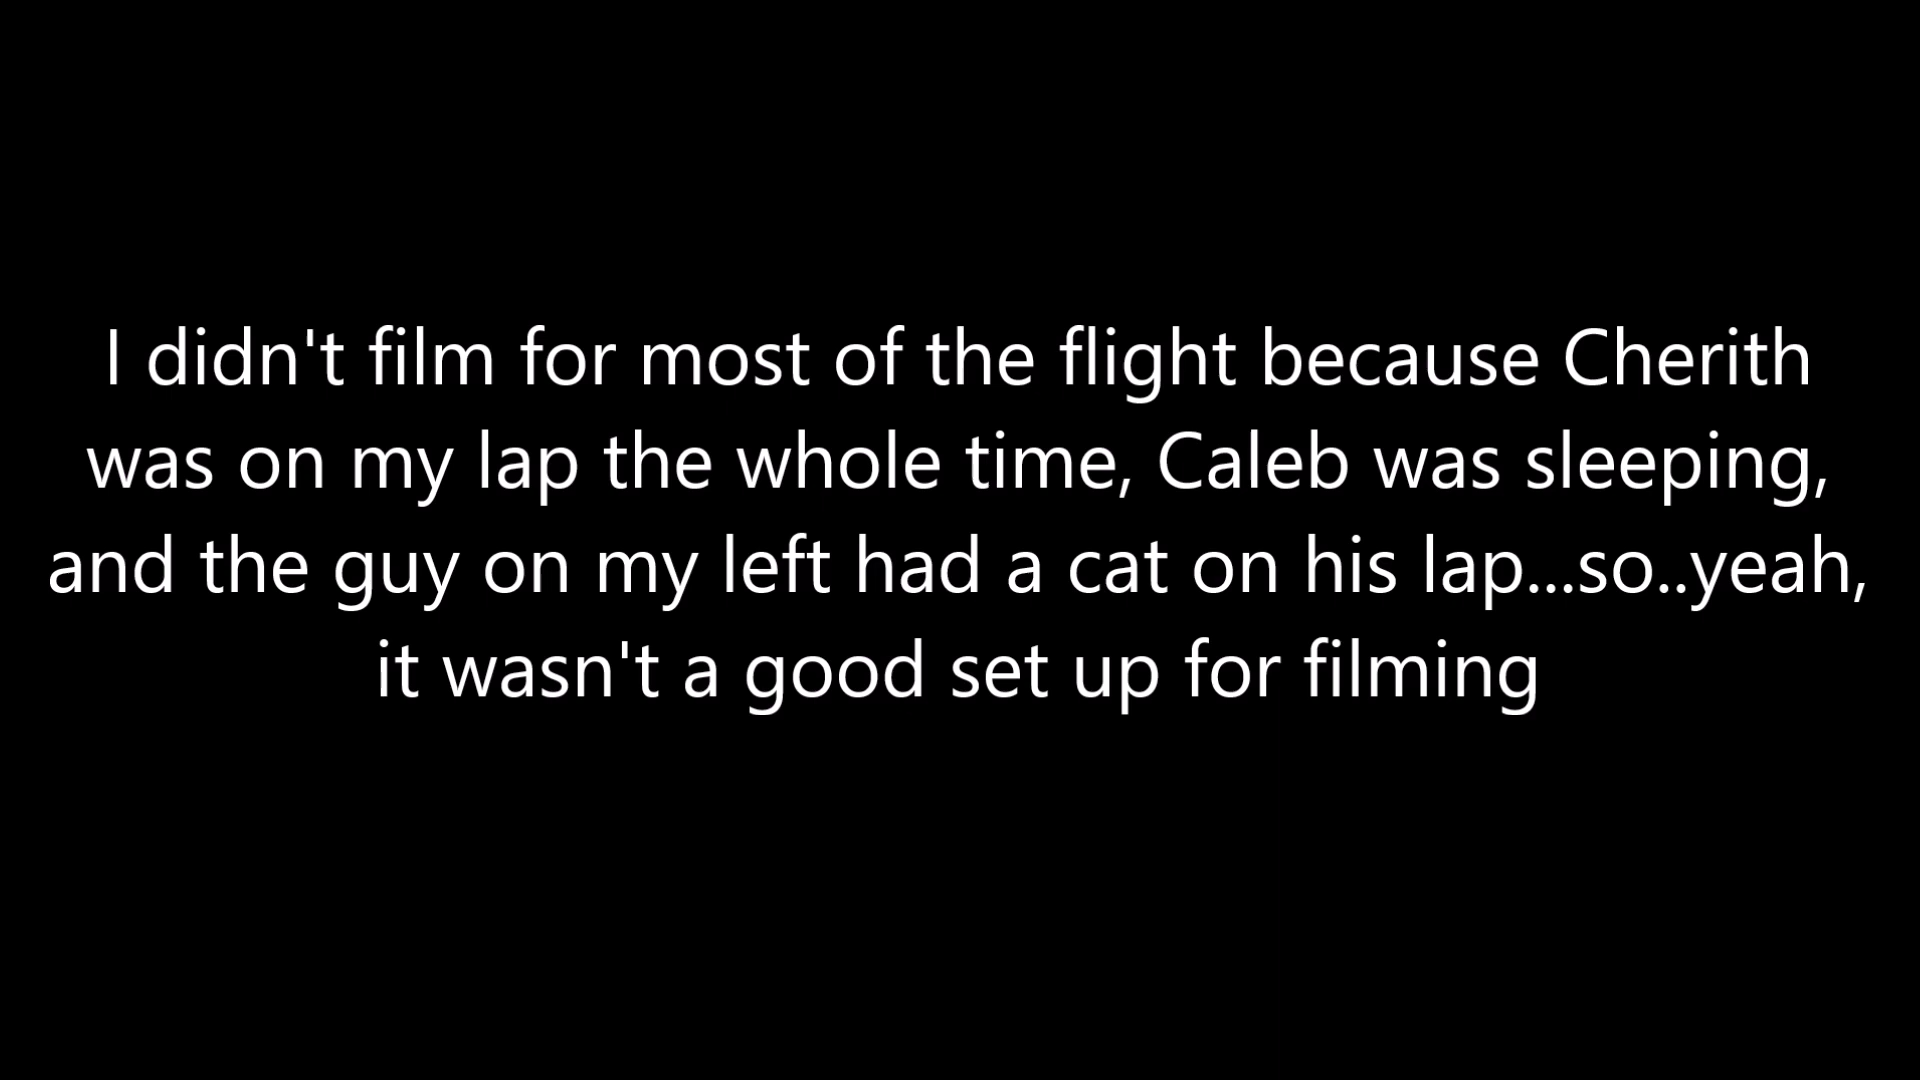 I didn't film for most of the flight because Cherith
was on my lap the whole time, Caleb was sleeping,
and the guy on my left had a cat on his lap...so..yeah,
it wasn't a good set up for filming